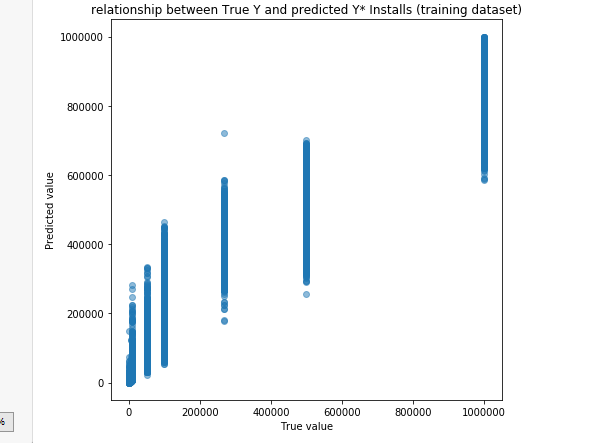 relationship between True Y and predicted Y* Installs (training dataset)
1000000
800000
600000
400000
200000
0
Predicted value
0 200000 400000 600000 800000 1000000
True value
%